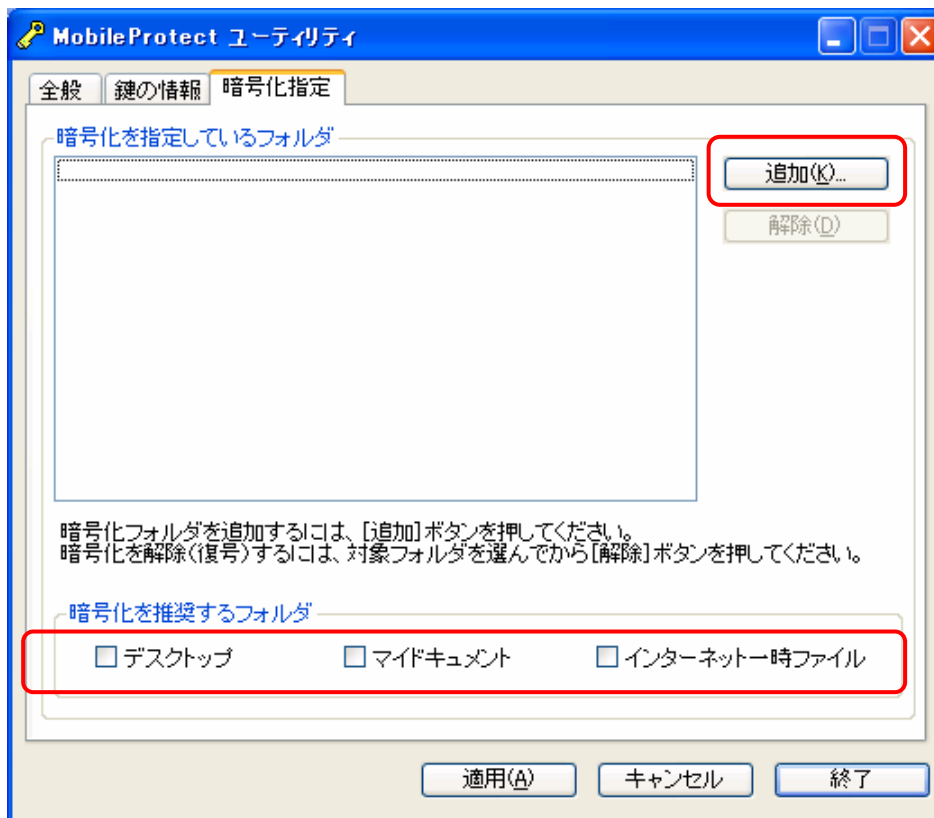 MobileProtect ユーティリティ
全般 鍵の情報 暗号化指定
暗号化を指定しているフォルダ
追加(K)...
解除(D)
暗号化フォルダを追加するには、[追加]ボタンを押してください。
暗号化を解除(復号)するには、対象フォルダを選んでから[解除]ボタンを押してください。
暗号化を推奨するフォルダ
デスクトップ マイドキュメント インターネット一時ファイル
適用(A) キャンセル 終了